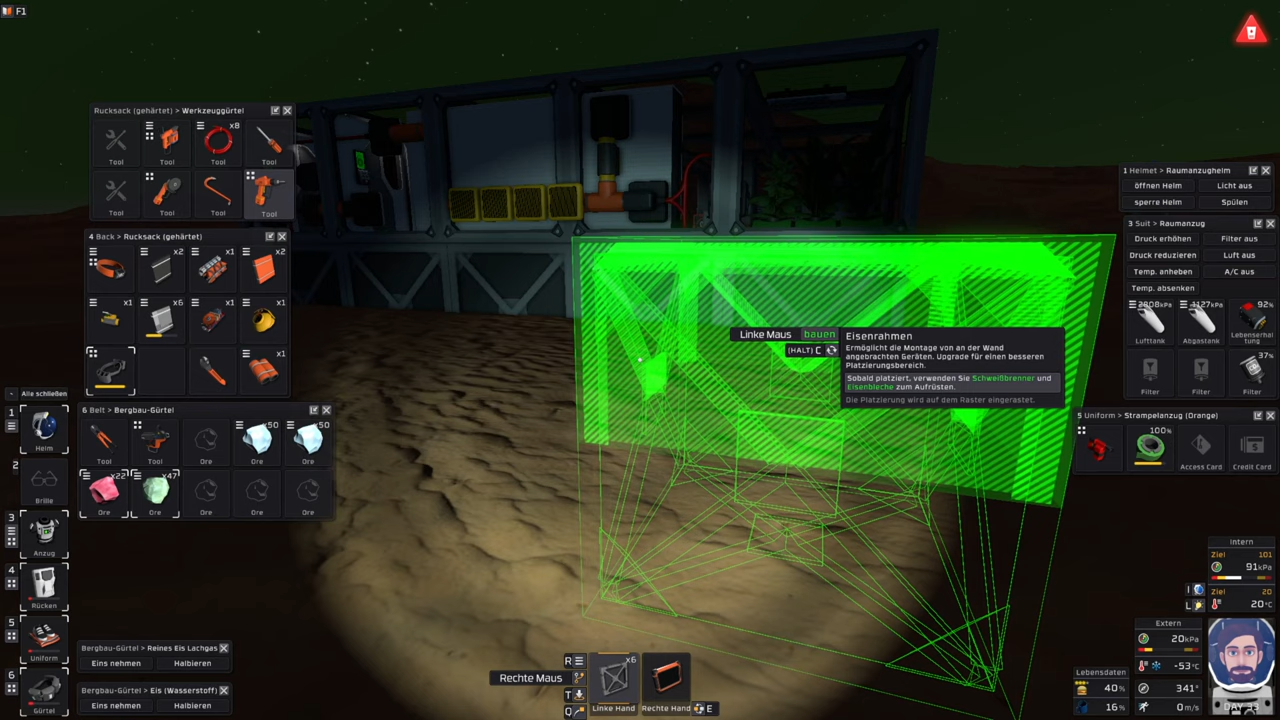 F1
Rucksack (gehärtet) > Werkzeuggürtel
x8
Tool Tool Tool Tool
Tool Tool Tool Tool
4 Back > Rucksack (gehärtet)
x2 x1 x2
x1 x6 x1 x1
x1
Alle schließen
1 Helm
2 Brille
3 Anzug
4 Rücken
5 Uniform
6 Gürtel
6 Belt > Bergbau-Gürtel
x50 x50
Tool Tool Ore Ore Ore
x22 x47
Ore Ore Ore Ore Ore
Bergbau-Gürtel > Reines Eis Lachgas
Eins nehmen Halbieren
Bergbau-Gürtel > Eis (Wasserstoff)
Eins nehmen Halbieren
Linke Maus bauen
(HALT) C
Eisenrahmen
Ermöglicht die Montage von an der Wand
angebrachten Geräten. Upgrade für einen besseren
Platzierungsbereich.
Sobald platziert, verwenden Sie Schweißbrenner und
Eisenbleche zum Aufrüsten.
Die Platzierung wird auf dem Raster eingerastet.
Rechte Maus
R
T
Q
x6
Linke Hand Rechte Hand E
1 Helmet > Raumanzughelm
öffnen Helm Licht aus
sperre Helm Spülen
3 Suit > Raumanzug
Druck erhöhen Filter aus
Druck reduzieren Luft aus
Temp. anheben A/C aus
Temp. absenken
2808kPa 1127kPa 92%
Lufttank Abgastank Lebenserhal
tung
37%
Filter Filter Filter
5 Uniform > Strampelanzug (Orange)
100%
Access Card Credit Card
Intern
Ziel 101
91kPa
Ziel 20
I
L
20°C
Extern
20kPa
-53°C
341°
0m/s
Lebensdaten
40%
16%
DAY 33